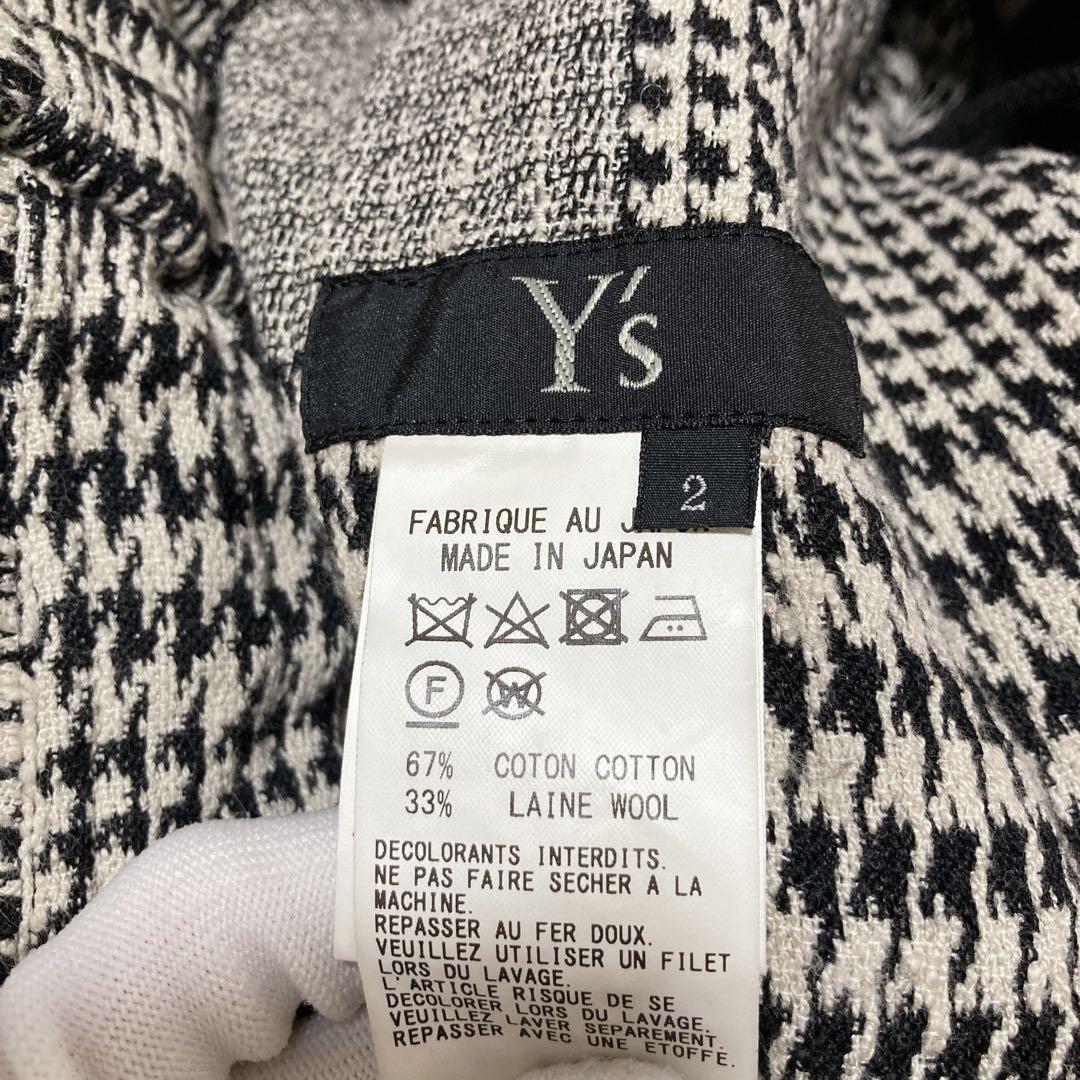 Y's
2
FABRIQUE AU
MADE IN JAPAN
F
W
67% COTON COTTON
33% LAINE WOOL
DECOLORANTS INTERDITS.
NE PAS FAIRE SECHER A LA
MACHINE.
REPASSER AU FER DOUX.
VEUILLEZ UTILISER UN FILET
LORS DU LAVAGE.
L'ARTICLE RISQUE DE SE
DECOLORER LORS DU LAVAGE.
VEUILLEZ LAVER SEPAREMENT.
REPASSER AVEC UNE ETOFFE.